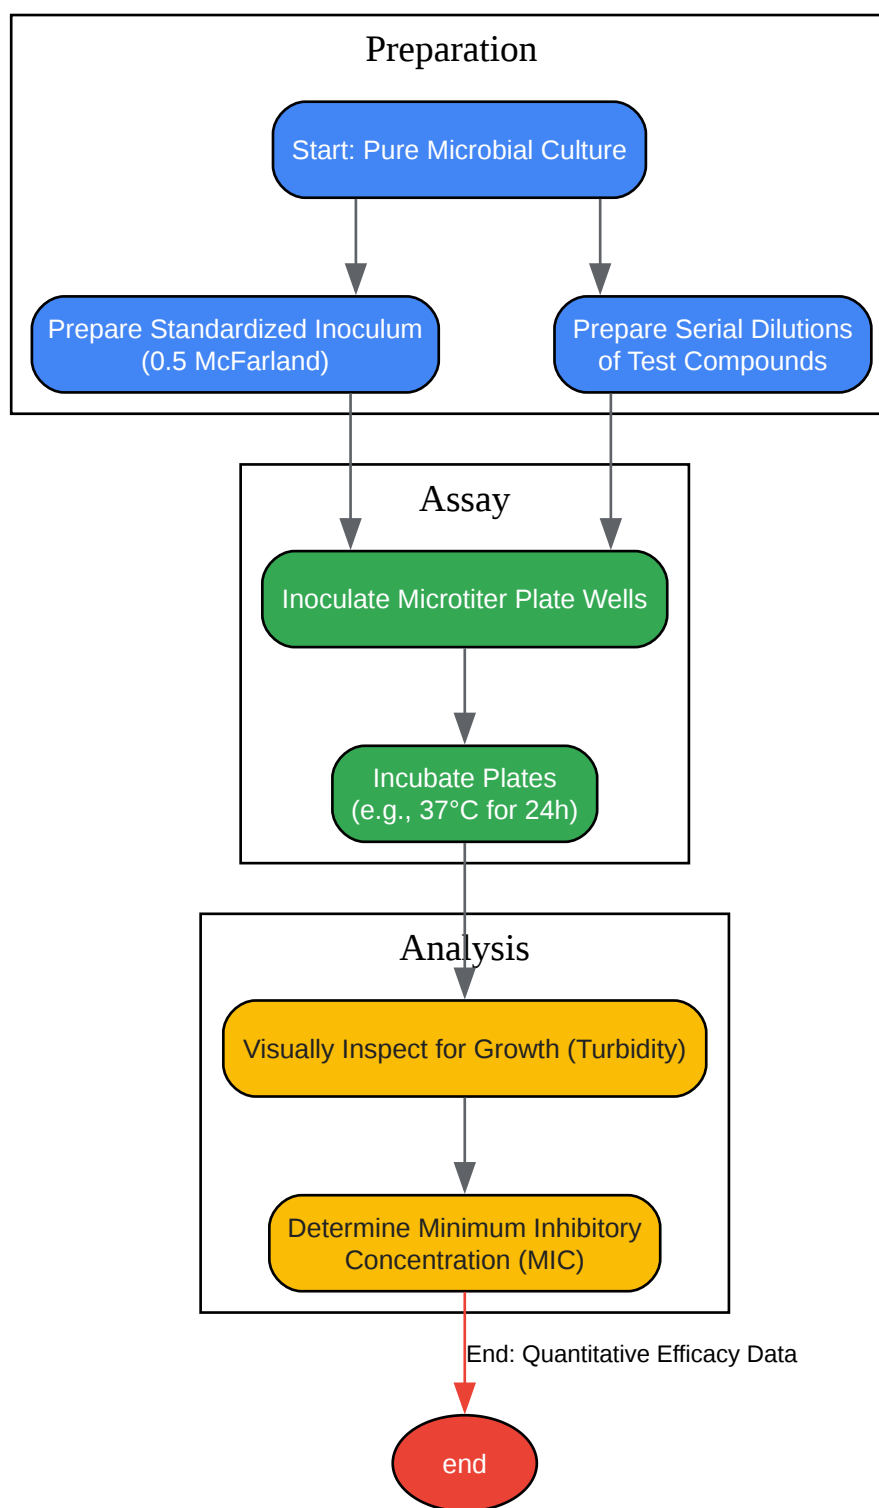 Preparation
Start: Pure Microbial Culture
Prepare Standardized Inoculum
(0.5 McFarland)
Prepare Serial Dilutions
of Test Compounds
Assay
Inoculate Microtiter Plate Wells
Incubate Plates
(e.g., 37°C for 24h)
Analysis
Visually Inspect for Growth (Turbidity)
Determine Minimum Inhibitory
Concentration (MIC)
End: Quantitative Efficacy Data
end